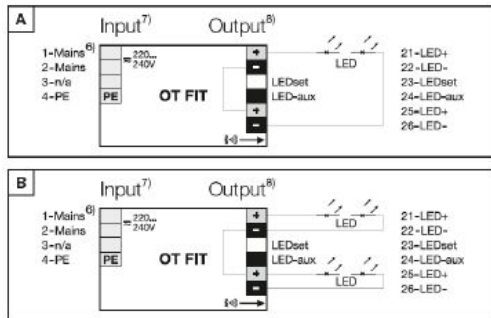 A
Input7) Output8)
1-Mains6) ≂ 220... 240V + 21-LED+
2-Mains - LED 22-LED-
3-n/a LEDset 23-LEDset
4-PE PE OT FIT LED-aux 24-LED-aux
+ 25-LED+
- 26-LED-
B
Input7) Output8)
1-Mains6) ≂ 220... 240V + 21-LED+
2-Mains - LED 22-LED-
3-n/a LEDset 23-LEDset
4-PE PE OT FIT LED-aux 24-LED-aux
+ LED 25-LED+
- 26-LED-